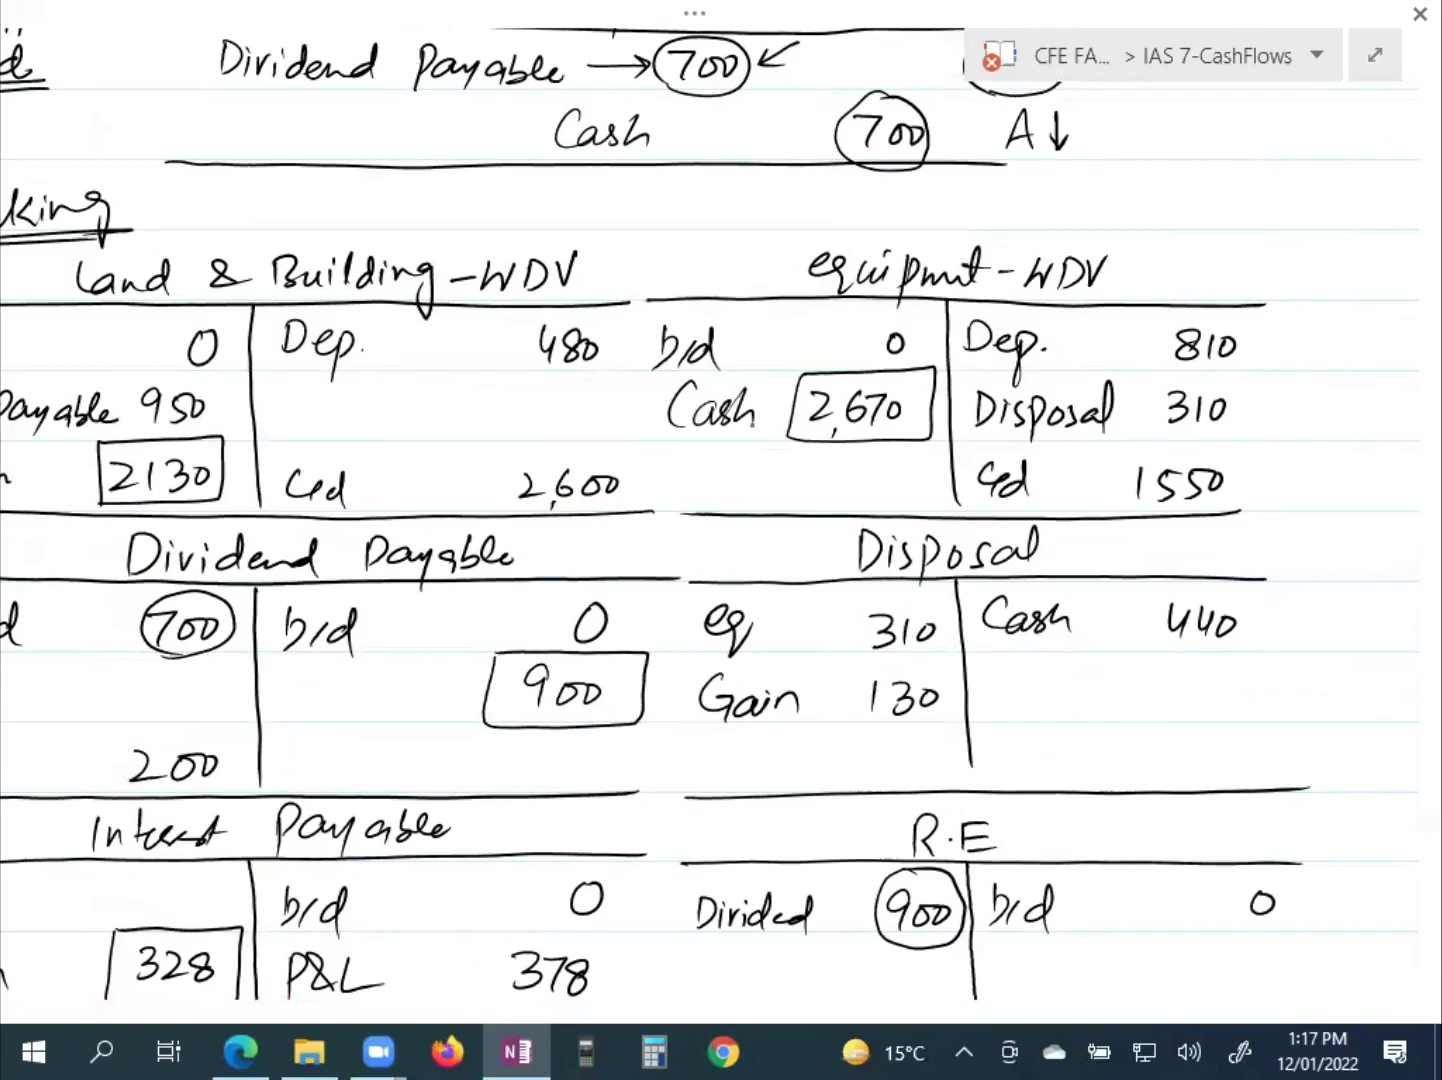 Dividend Payable → 700 ←
CFE FA... > IAS 7-CashFlows
Cash 700 A ↓
king
Land & Building - WDV
equipmnt - WDV
0 Dep. 480
b/d 0 Dep. 810
Payable 950
Cash 2,670 Disposal 310
2130 C/d 2,600
C/d 1550
Dividend Payable
Disposal
d 700 b/d 0
eq 310 Cash 440
900
Gain 130
200
Interest Payable
R.E
b/d 0
Divided 900 b/d 0
328 P&L 378
15°C
1:17 PM
12/01/2022